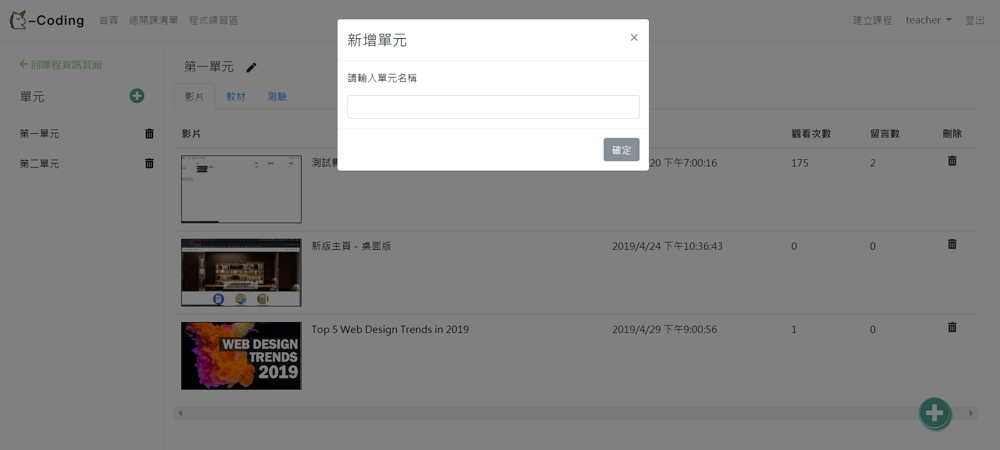 -Coding 首頁 總開課清單 程式練習區 建立課程 teacher 登出
新增單元 ×
請輸入單元名稱
確定
回課程資訊頁面
單元
第一單元
第二單元
第一單元
影片 教材 測驗
影片 觀看次數 留言數 刪除
測試 20 下午7:00:16 175 2
新版主頁 - 桌面版 2019/4/24 下午10:36:43 0 0
Top 5 Web Design Trends in 2019 2019/4/29 下午9:00:56 1 0
WEB DESIGN
TRENDS
2019